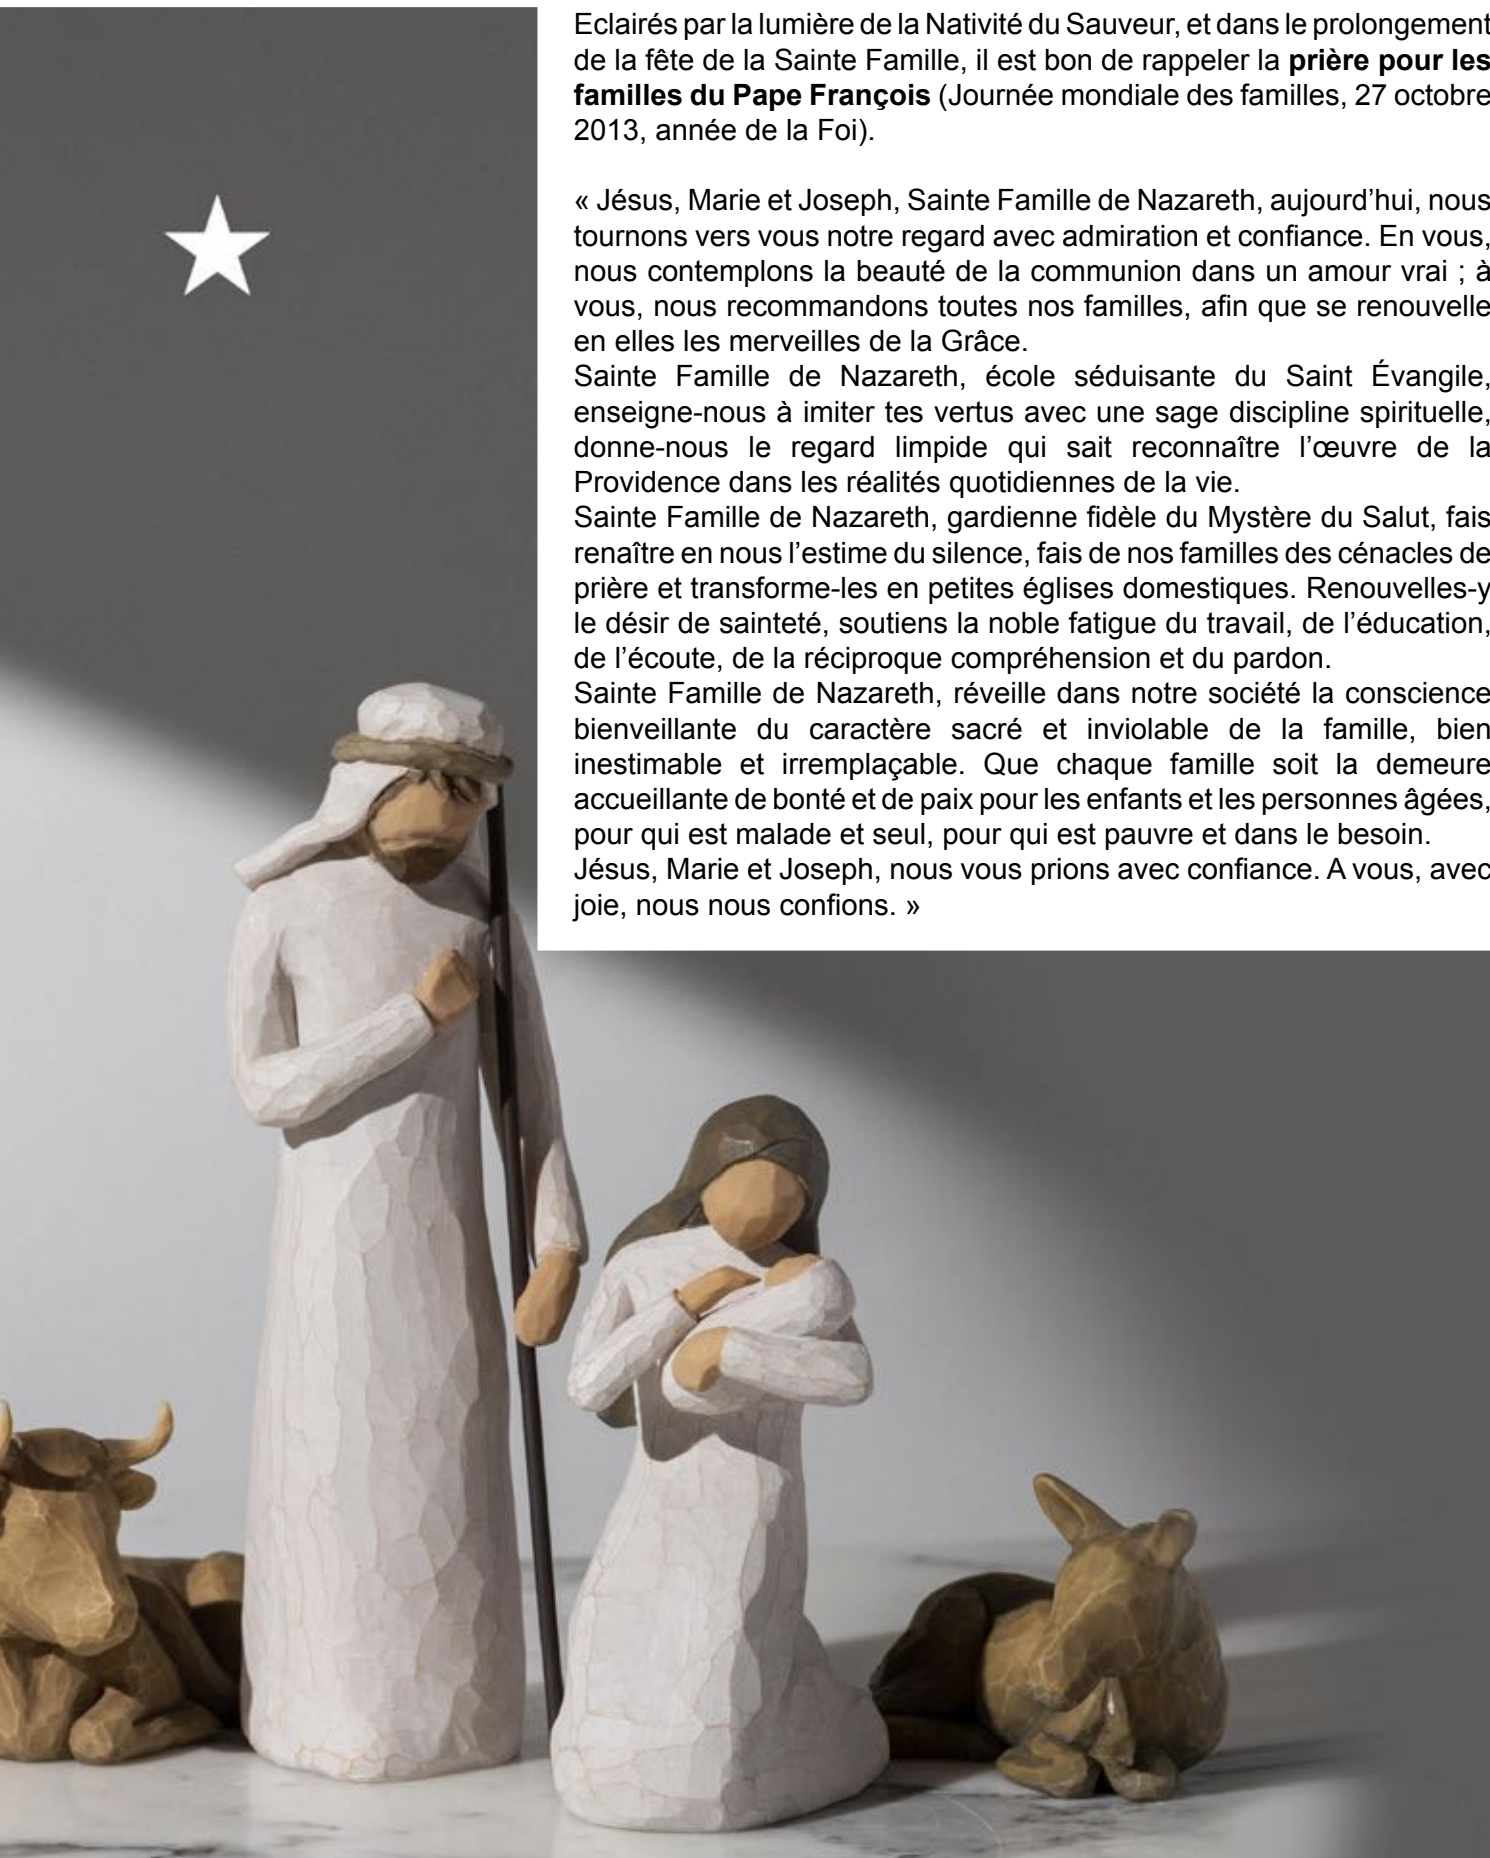 Eclairés par la lumière de la Nativité du Sauveur, et dans le prolongement
de la fête de la Sainte Famille, il est bon de rappeler la prière pour les
familles du Pape François (Journée mondiale des familles, 27 octobre
2013, année de la Foi).
« Jésus, Marie et Joseph, Sainte Famille de Nazareth, aujourd’hui, nous
tournons vers vous notre regard avec admiration et confiance. En vous,
nous contemplons la beauté de la communion dans un amour vrai ; à
vous, nous recommandons toutes nos familles, afin que se renouvelle
en elles les merveilles de la Grâce.
Sainte Famille de Nazareth, école séduisante du Saint Évangile,
enseigne-nous à imiter tes vertus avec une sage discipline spirituelle,
donne-nous le regard limpide qui sait reconnaître l’œuvre de la
Providence dans les réalités quotidiennes de la vie.
Sainte Famille de Nazareth, gardienne fidèle du Mystère du Salut, fais
renaître en nous l’estime du silence, fais de nos familles des cénacles de
prière et transforme-les en petites églises domestiques. Renouvelles-y
le désir de sainteté, soutiens la noble fatigue du travail, de l’éducation,
de l’écoute, de la réciproque compréhension et du pardon.
Sainte Famille de Nazareth, réveille dans notre société la conscience
bienveillante du caractère sacré et inviolable de la famille, bien
inestimable et irremplaçable. Que chaque famille soit la demeure
accueillante de bonté et de paix pour les enfants et les personnes âgées,
pour qui est malade et seul, pour qui est pauvre et dans le besoin.
Jésus, Marie et Joseph, nous vous prions avec confiance. A vous, avec
joie, nous nous confions. »